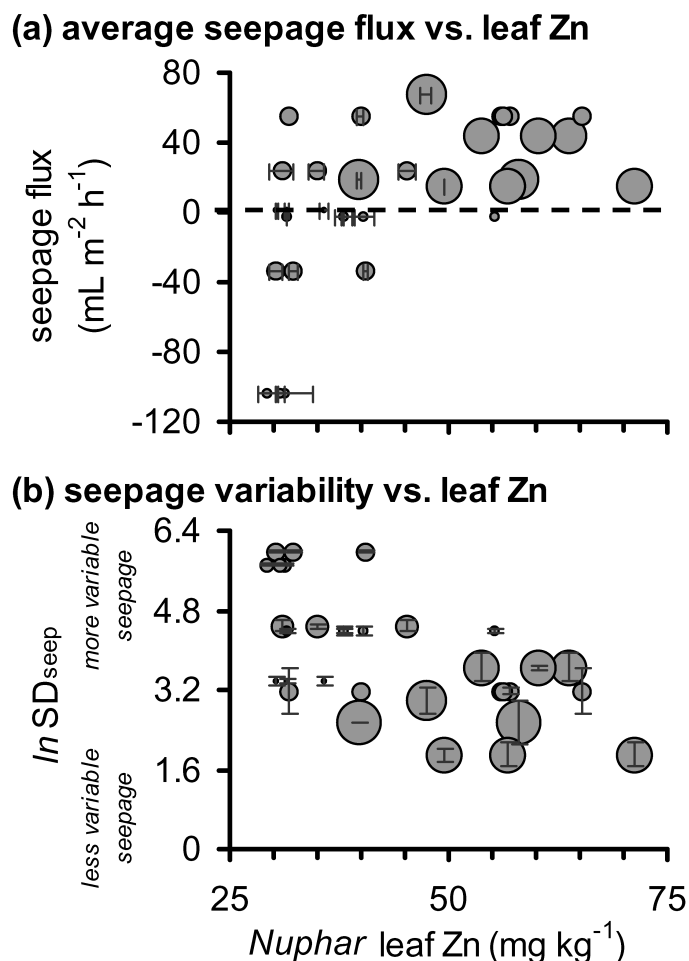 (a) average seepage flux vs. leaf Zn
seepage flux
(mL m⁻² h⁻¹)
80
40
0
-40
-80
-120
(b) seepage variability vs. leaf Zn
more variable
seepage
ln SDseep
less variable
seepage
6.4
4.8
3.2
1.6
0
25 50 75
Nuphar leaf Zn (mg kg⁻¹)